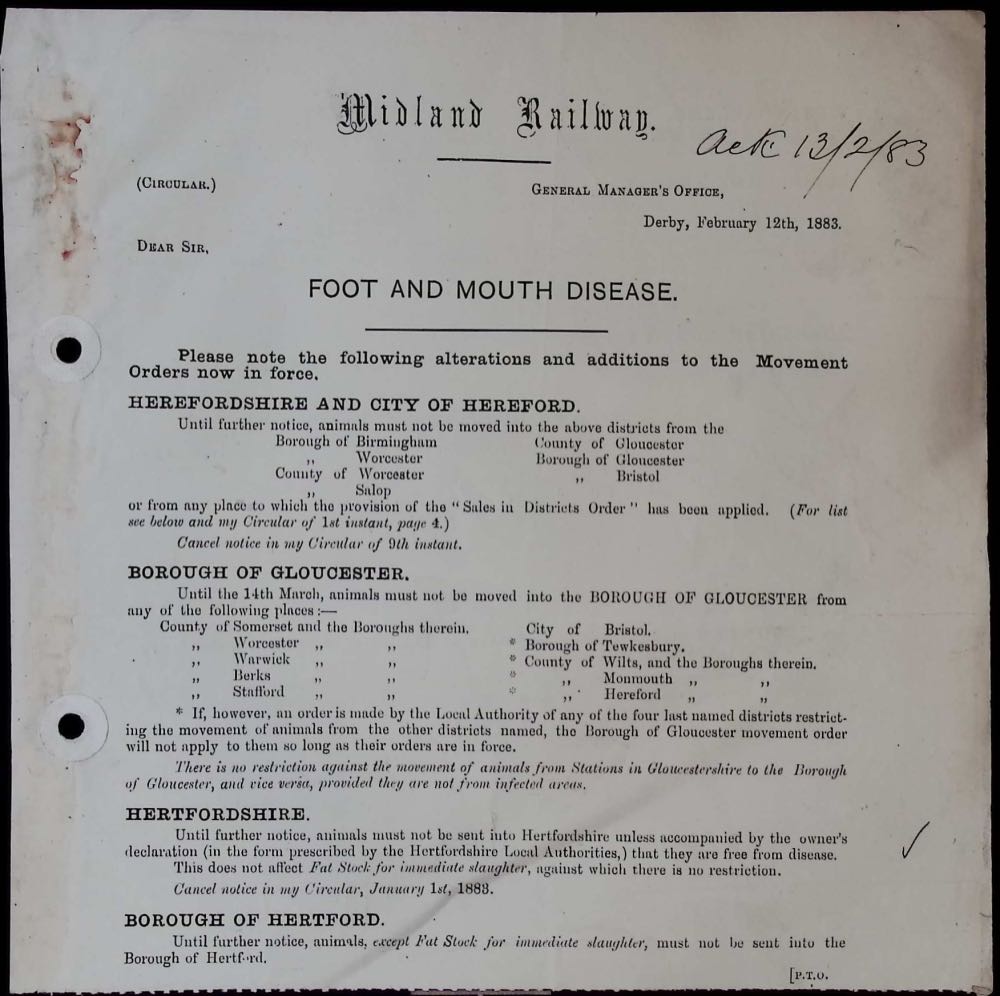 Midland Railway.
Ack 13/2/83
(CIRCULAR.)
GENERAL MANAGER'S OFFICE,
Derby, February 12th, 1883.
DEAR SIR,
FOOT AND MOUTH DISEASE.
Please note the following alterations and additions to the Movement
Orders now in force.
HEREFORDSHIRE AND CITY OF HEREFORD.
Until further notice, animals must not be moved into the above districts from the
Borough of Birmingham County of Gloucester
„ Worcester Borough of Gloucester
County of Worcester „ Bristol
„ Salop
or from any place to which the provision of the "Sales in Districts Order" has been applied. (For list
see below and my Circular of 1st instant, page 4.)
Cancel notice in my Circular of 9th instant.
BOROUGH OF GLOUCESTER.
Until the 14th March, animals must not be moved into the BOROUGH OF GLOUCESTER from
any of the following places :—
County of Somerset and the Boroughs therein. City of Bristol.
„ Worcester „ „ * Borough of Tewkesbury.
„ Warwick „ „ * County of Wilts, and the Boroughs therein.
„ Berks „ „ * „ Monmouth „ „
„ Stafford „ „ * „ Hereford „ „
* If, however, an order is made by the Local Authority of any of the four last named districts restrict-
ing the movement of animals from the other districts named, the Borough of Gloucester movement order
will not apply to them so long as their orders are in force.
There is no restriction against the movement of animals from Stations in Gloucestershire to the Borough
of Gloucester, and vice versa, provided they are not from infected areas.
HERTFORDSHIRE.
Until further notice, animals must not be sent into Hertfordshire unless accompanied by the owner's
declaration (in the form prescribed by the Hertfordshire Local Authorities,) that they are free from disease.
This does not affect Fat Stock for immediate slaughter, against which there is no restriction.
Cancel notice in my Circular, January 1st, 1883.
BOROUGH OF HERTFORD.
Until further notice, animals, except Fat Stock for immediate slaughter, must not be sent into the
Borough of Hertford.
[P.T.O.